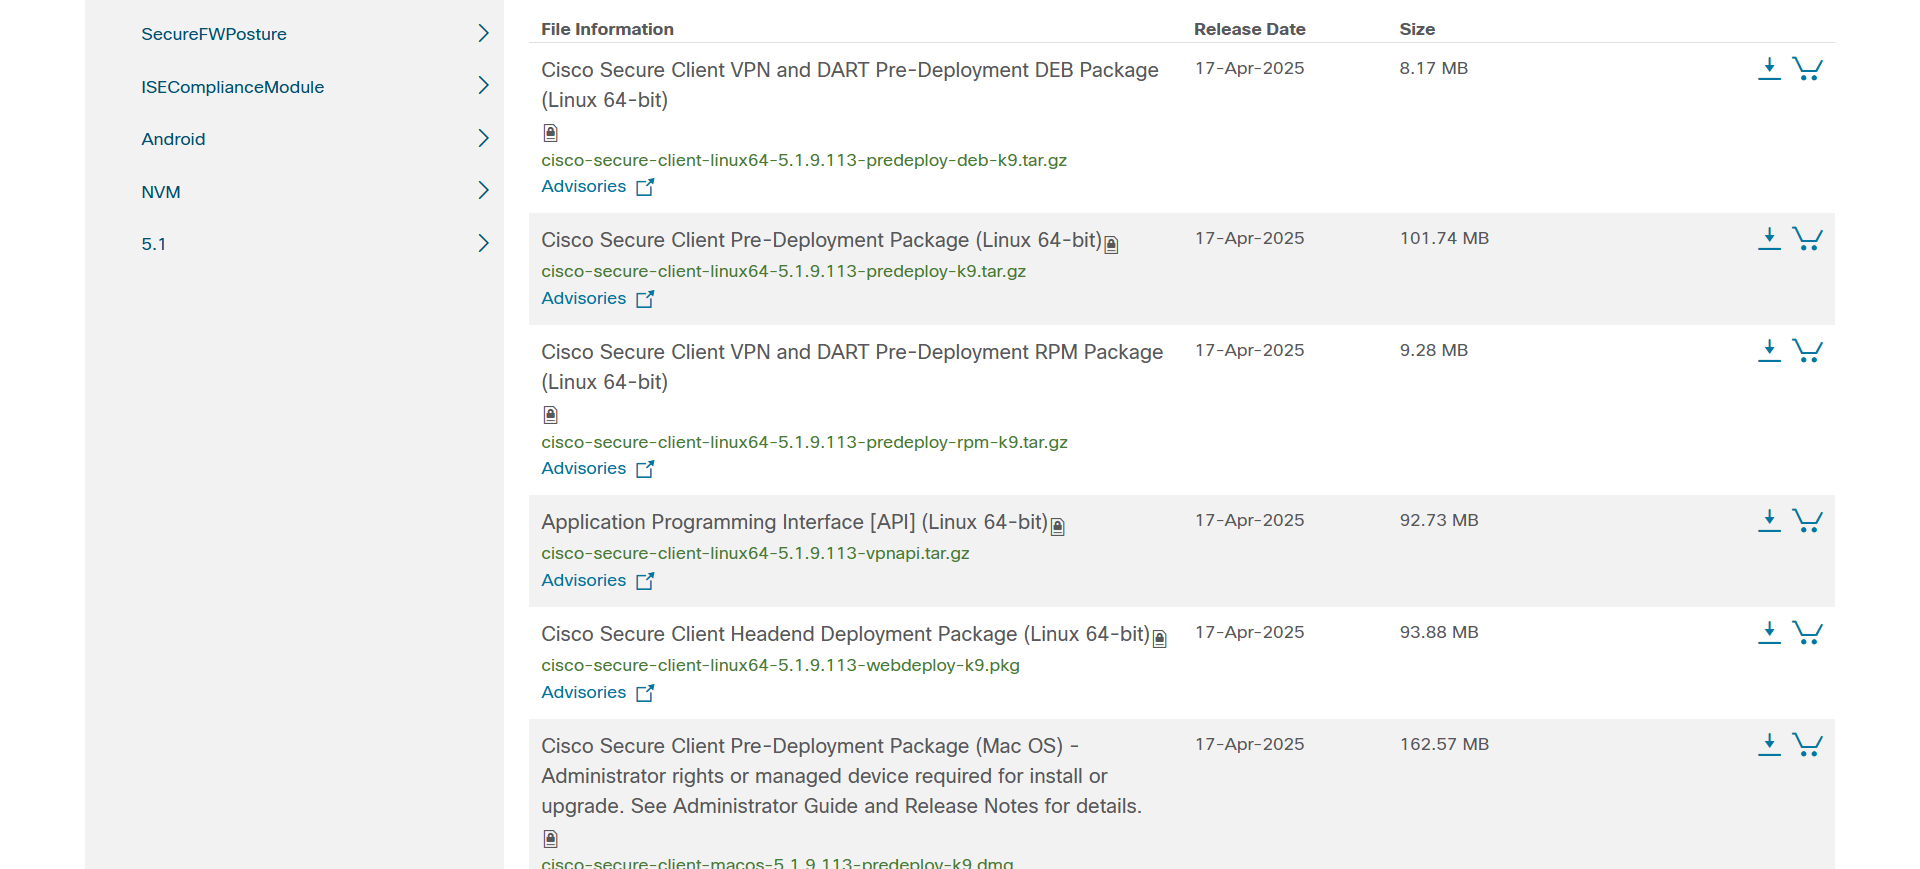 SecureFWPosture
ISEComplianceModule
Android
NVM
5.1
File Information Release Date Size
Cisco Secure Client VPN and DART Pre-Deployment DEB Package 17-Apr-2025 8.17 MB
(Linux 64-bit)
cisco-secure-client-linux64-5.1.9.113-predeploy-deb-k9.tar.gz
Advisories
Cisco Secure Client Pre-Deployment Package (Linux 64-bit) 17-Apr-2025 101.74 MB
cisco-secure-client-linux64-5.1.9.113-predeploy-k9.tar.gz
Advisories
Cisco Secure Client VPN and DART Pre-Deployment RPM Package 17-Apr-2025 9.28 MB
(Linux 64-bit)
cisco-secure-client-linux64-5.1.9.113-predeploy-rpm-k9.tar.gz
Advisories
Application Programming Interface [API] (Linux 64-bit) 17-Apr-2025 92.73 MB
cisco-secure-client-linux64-5.1.9.113-vpnapi.tar.gz
Advisories
Cisco Secure Client Headend Deployment Package (Linux 64-bit) 17-Apr-2025 93.88 MB
cisco-secure-client-linux64-5.1.9.113-webdeploy-k9.pkg
Advisories
Cisco Secure Client Pre-Deployment Package (Mac OS) - 17-Apr-2025 162.57 MB
Administrator rights or managed device required for install or
upgrade. See Administrator Guide and Release Notes for details.
cisco-secure-client-macos-5.1.9.113-predeploy-k9.dmg